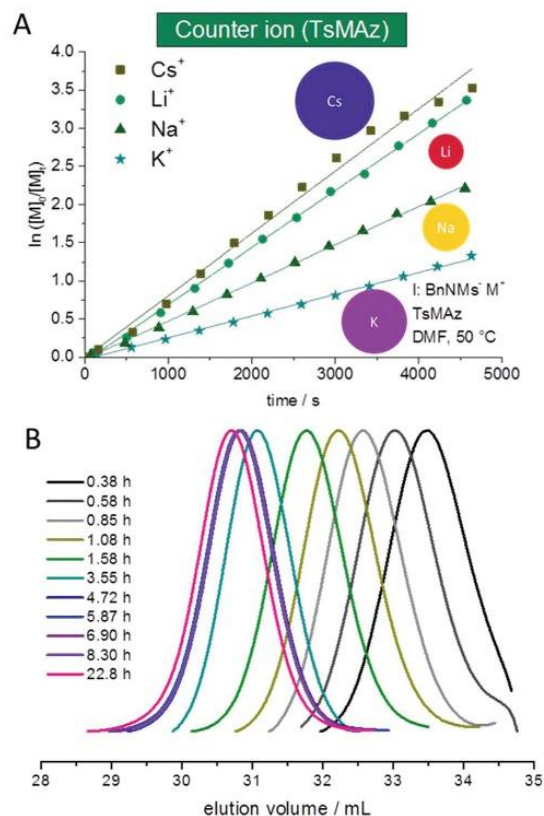 A
Counter ion (TsMAz)
ln ([M]₀/[M]ₜ)
4.0
3.5
3.0
2.5
2.0
1.5
1.0
0.5
0.0
Cs⁺
Li⁺
Na⁺
K⁺
Cs
Li
Na
K
I: BnNMs⁻ M⁺
TsMAz
DMF, 50 °C
0 1000 2000 3000 4000 5000
time / s
B
0.38 h
0.58 h
0.85 h
1.08 h
1.58 h
3.55 h
4.72 h
5.87 h
6.90 h
8.30 h
22.8 h
28 29 30 31 32 33 34 35
elution volume / mL